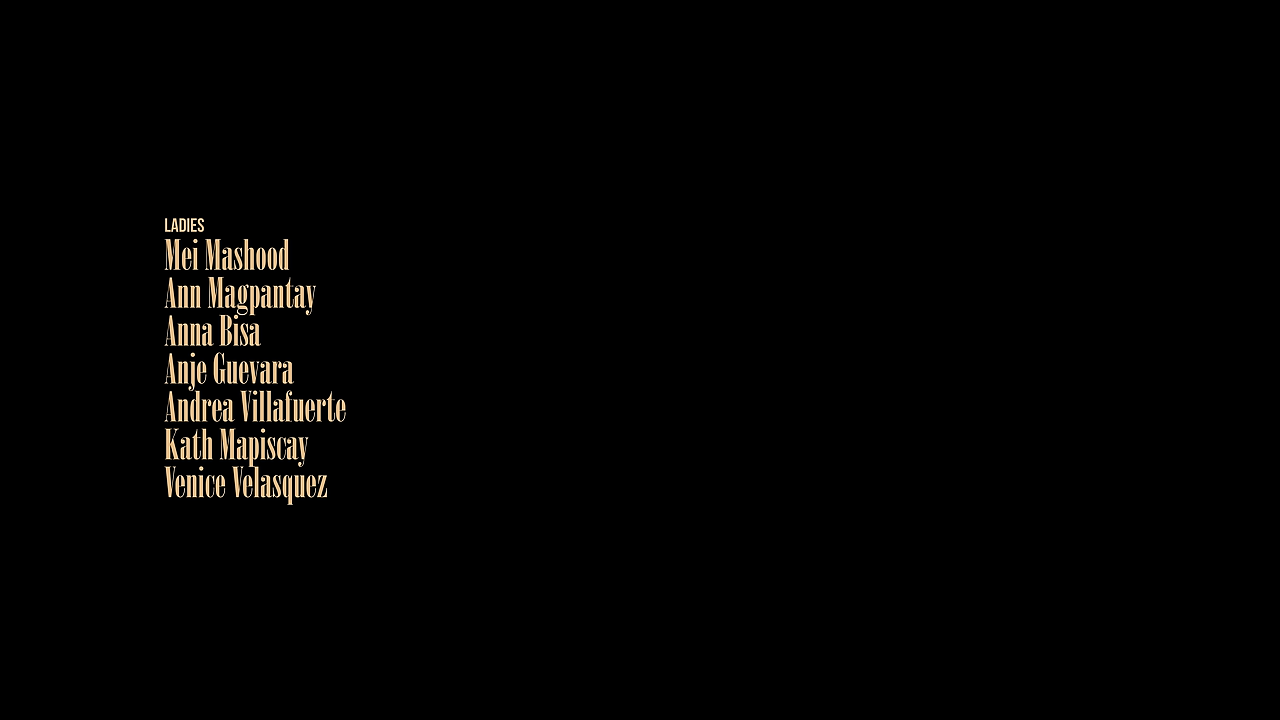 LADIES
Mei Mashood
Ann Magpantay
Anna Bisa
Anje Guevara
Andrea Villafuerte
Kath Mapiscay
Venice Velasquez